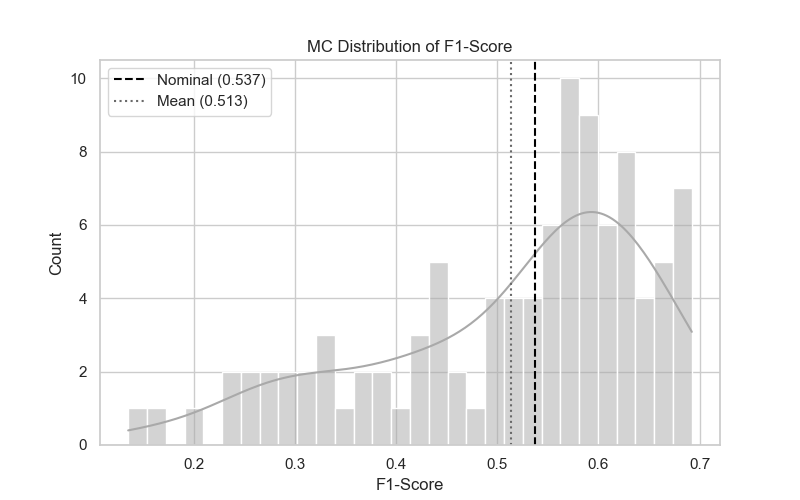 MC Distribution of F1-Score
Nominal (0.537)
Mean (0.513)
10
8
6
4
2
0
Count
0.2 0.3 0.4 0.5 0.6 0.7
F1-Score